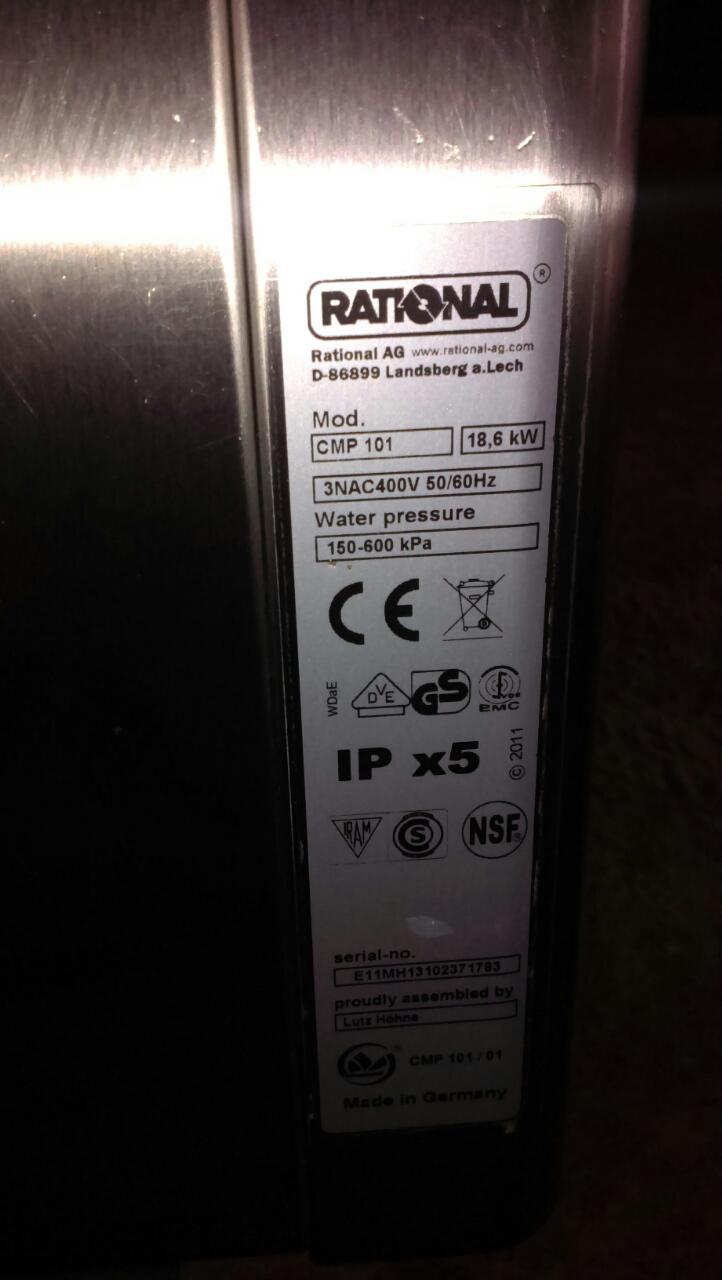 RATIONAL ®
Rational AG www.rational-ag.com
D-86899 Landsberg a.Lech
Mod.
CMP 101 18,6 kW
3NAC400V 50/60Hz
Water pressure
150-600 kPa
CE
WDaE DVE GS VDE EMC
IP x5 © 2011
IRAM S NSF®
serial-no.
E11MH13102371783
proudly assembled by
Lutz Höhne
® CMP 101 / 01
Made in Germany